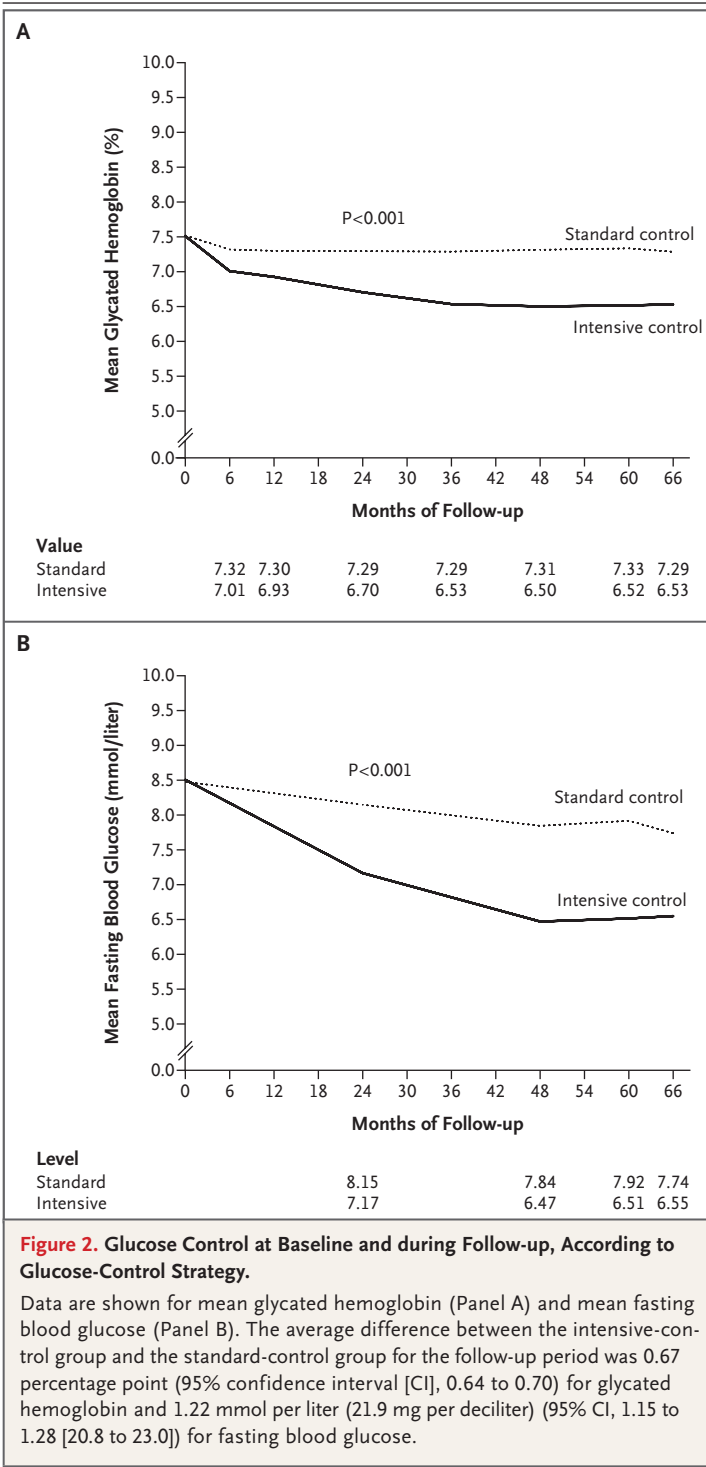 A
10.0
9.5
9.0
8.5
8.0
7.5
7.0
6.5
6.0
5.5
5.0
0.0
Mean Glycated Hemoglobin (%)
P<0.001
Standard control
Intensive control
0 6 12 18 24 30 36 42 48 54 60 66
Months of Follow-up
Value
Standard 7.32 7.30 7.29 7.29 7.31 7.33 7.29
Intensive 7.01 6.93 6.70 6.53 6.50 6.52 6.53
B
10.0
9.5
9.0
8.5
8.0
7.5
7.0
6.5
6.0
5.5
5.0
0.0
Mean Fasting Blood Glucose (mmol/liter)
P<0.001
Standard control
Intensive control
0 6 12 18 24 30 36 42 48 54 60 66
Months of Follow-up
Level
Standard 8.15 7.84 7.92 7.74
Intensive 7.17 6.47 6.51 6.55
Figure 2. Glucose Control at Baseline and during Follow-up, According to
Glucose-Control Strategy.
Data are shown for mean glycated hemoglobin (Panel A) and mean fasting
blood glucose (Panel B). The average difference between the intensive-con-
trol group and the standard-control group for the follow-up period was 0.67
percentage point (95% confidence interval [CI], 0.64 to 0.70) for glycated
hemoglobin and 1.22 mmol per liter (21.9 mg per deciliter) (95% CI, 1.15 to
1.28 [20.8 to 23.0]) for fasting blood glucose.